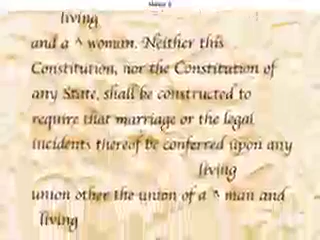 living
and a ^ woman. Neither this
Constitution, nor the Constitution of
any State, shall be constructed to
require that marriage or the legal
incidents thereof be conferred upon any
living
union other the union of a ^ man and
living